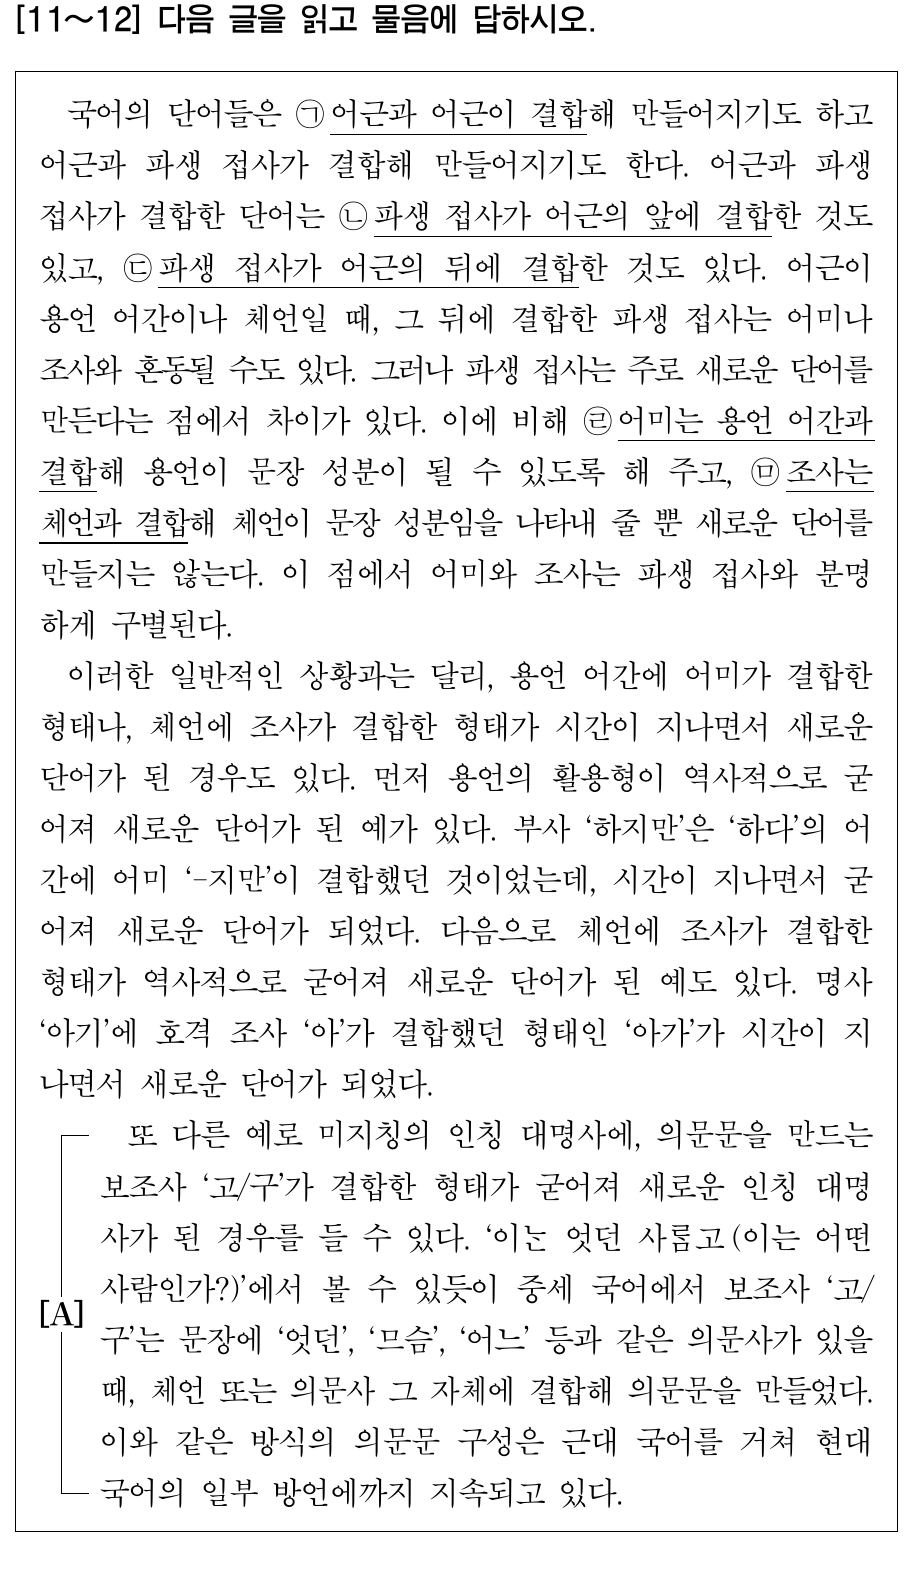 [11～12] 다음 글을 읽고 물음에 답하시오.
국어의 단어들은 ㉠어근과 어근이 결합해 만들어지기도 하고
어근과 파생 접사가 결합해 만들어지기도 한다. 어근과 파생
접사가 결합한 단어는 ㉡파생 접사가 어근의 앞에 결합한 것도
있고, ㉢파생 접사가 어근의 뒤에 결합한 것도 있다. 어근이
용언 어간이나 체언일 때, 그 뒤에 결합한 파생 접사는 어미나
조사와 혼동될 수도 있다. 그러나 파생 접사는 주로 새로운 단어를
만든다는 점에서 차이가 있다. 이에 비해 ㉣어미는 용언 어간과
결합해 용언이 문장 성분이 될 수 있도록 해 주고, ㉤조사는
체언과 결합해 체언이 문장 성분임을 나타내 줄 뿐 새로운 단어를
만들지는 않는다. 이 점에서 어미와 조사는 파생 접사와 분명
하게 구별된다.
이러한 일반적인 상황과는 달리, 용언 어간에 어미가 결합한
형태나, 체언에 조사가 결합한 형태가 시간이 지나면서 새로운
단어가 된 경우도 있다. 먼저 용언의 활용형이 역사적으로 굳
어져 새로운 단어가 된 예가 있다. 부사 ‘하지만’은 ‘하다’의 어
간에 어미 ‘-지만’이 결합했던 것이었는데, 시간이 지나면서 굳
어져 새로운 단어가 되었다. 다음으로 체언에 조사가 결합한
형태가 역사적으로 굳어져 새로운 단어가 된 예도 있다. 명사
‘아기’에 호격 조사 ‘아’가 결합했던 형태인 ‘아가’가 시간이 지
나면서 새로운 단어가 되었다.
또 다른 예로 미지칭의 인칭 대명사에, 의문문을 만드는
보조사 ‘고/구’가 결합한 형태가 굳어져 새로운 인칭 대명
사가 된 경우를 들 수 있다. ‘이ᄂᆞᆫ 엇던 사ᄅᆞᆷ고(이는 어떤
[A] 사람인가?)’에서 볼 수 있듯이 중세 국어에서 보조사 ‘고/
구’는 문장에 ‘엇던’, ‘므슴’, ‘어느’ 등과 같은 의문사가 있을
때, 체언 또는 의문사 그 자체에 결합해 의문문을 만들었다.
이와 같은 방식의 의문문 구성은 근대 국어를 거쳐 현대
국어의 일부 방언에까지 지속되고 있다.